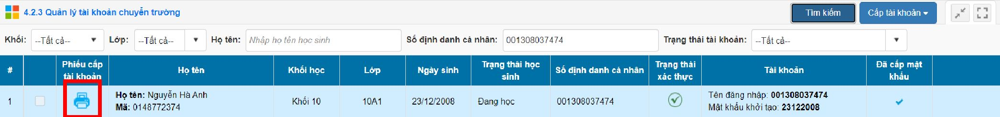 4.2.3 Quản lý tài khoản chuyển trường
Tìm kiếm
Cấp tài khoản
Khối: --Tất cả-- Lớp: --Tất cả-- Họ tên: Nhập họ tên học sinh Số định danh cá nhân: 001308037474 Trạng thái tài khoản: --Tất cả--
#
Phiếu cấp
tài khoản
Họ tên
Khối học
Lớp
Ngày sinh
Trạng thái học
sinh
Số định danh cá nhân
Trạng thái
xác thực
Tài khoản
Đã cấp mật
khẩu
1
Họ tên: Nguyễn Hà Anh
Mã: 0148772374
Khối 10
10A1
23/12/2008
Đang học
001308037474
Tên đăng nhập: 001308037474
Mật khẩu khởi tạo: 23122008